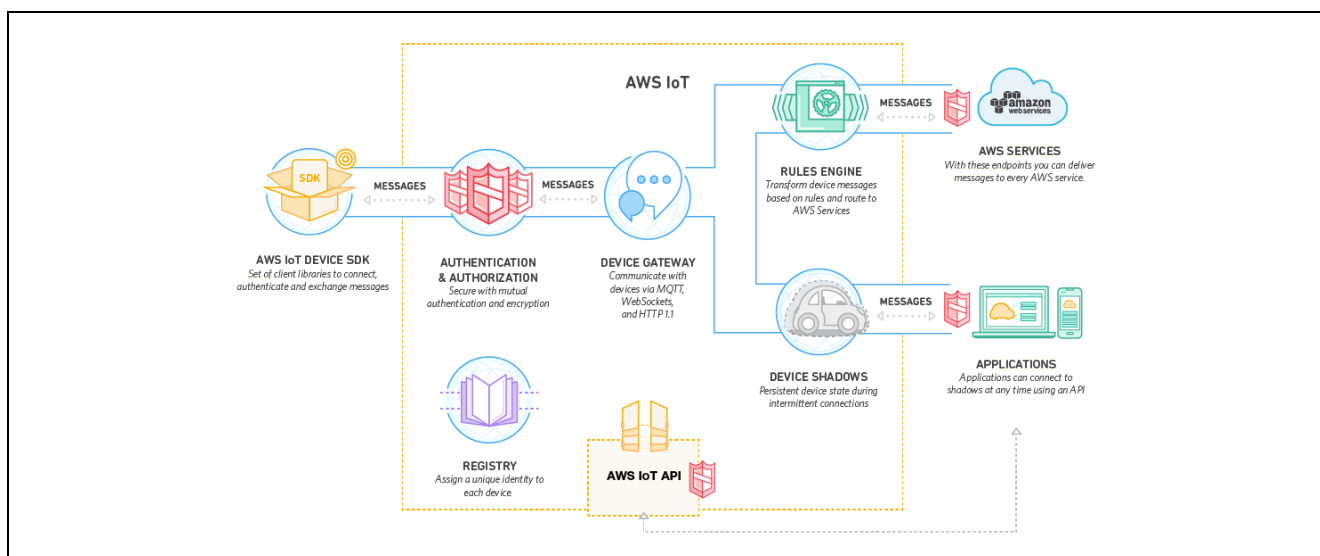 AWS IoT
MESSAGES
amazon
web services
AWS SERVICES
With these endpoints you can deliver
messages to every AWS service.
RULES ENGINE
Transform device messages
based on rules and route to
AWS Services
SDK
MESSAGES
MESSAGES
AWS IoT DEVICE SDK
Set of client libraries to connect,
authenticate and exchange messages
AUTHENTICATION
& AUTHORIZATION
Secure with mutual
authentication and encryption
DEVICE GATEWAY
Communicate with
devices via MQTT,
WebSockets,
and HTTP 1.1
MESSAGES
DEVICE SHADOWS
Persistent device state during
intermittent connections
APPLICATIONS
Applications can connect to
shadows at any time using an API
REGISTRY
Assign a unique identity to
each device
AWS IoT API